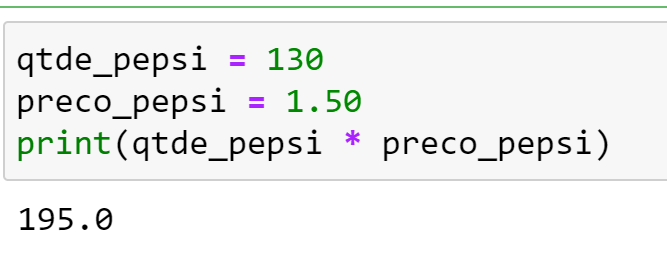 qtde_pepsi = 130
preco_pepsi = 1.50
print(qtde_pepsi * preco_pepsi)
195.0